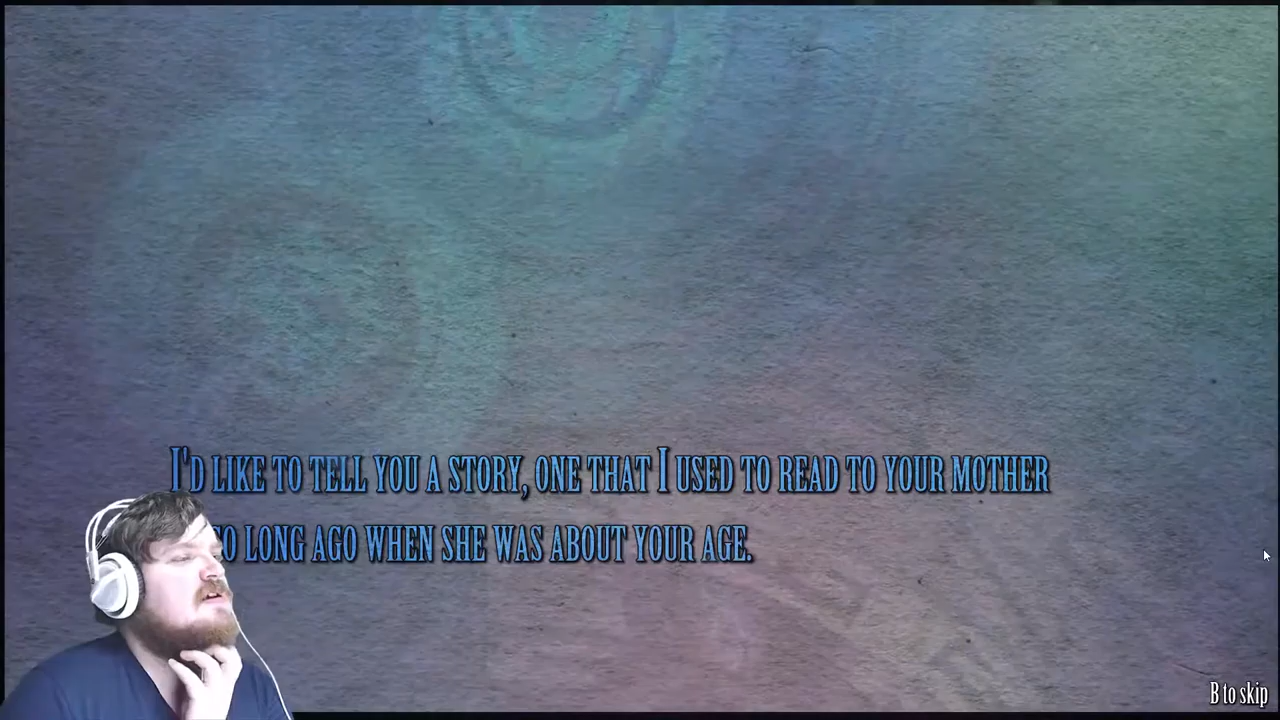 I'D LIKE TO TELL YOU A STORY, ONE THAT I USED TO READ TO YOUR MOTHER
SO LONG AGO WHEN SHE WAS ABOUT YOUR AGE.
B to skip